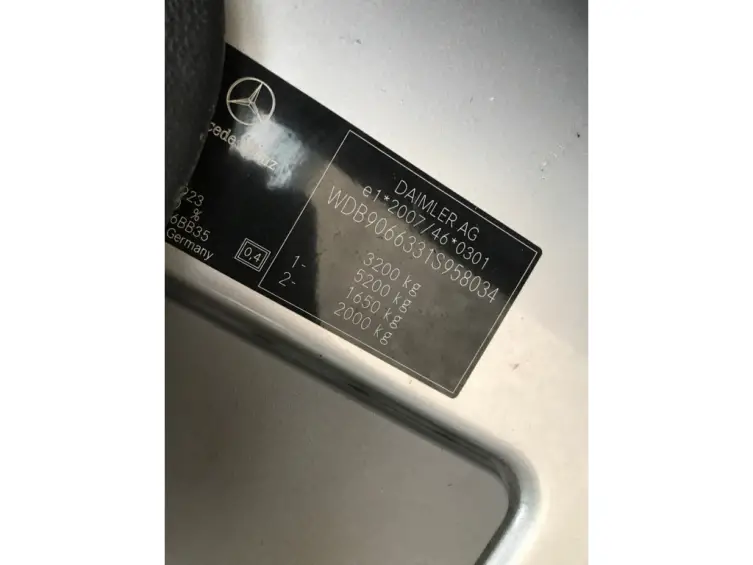 DAIMLER AG
e1*2007/46*0301
WDB9066331S958034
3200 kg
5200 kg
1- 1650 kg
2- 2000 kg
923
%
6BB35
Germany
0,4